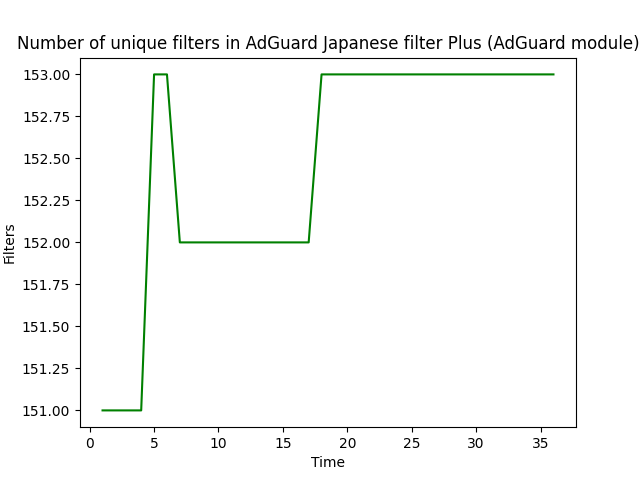 Number of unique filters in AdGuard Japanese filter Plus (AdGuard module)
153.00
152.75
152.50
152.25
152.00
151.75
151.50
151.25
151.00
Filters
0 5 10 15 20 25 30 35
Time